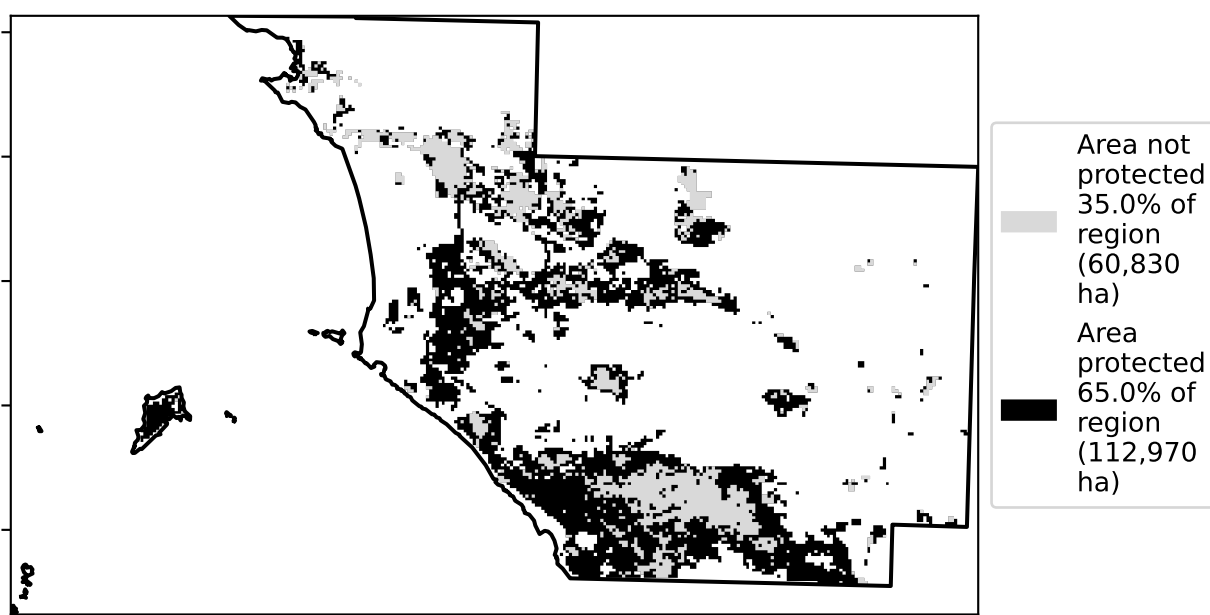 Area not
protected
35.0% of
region
(60,830
ha)
Area
protected
65.0% of
region
(112,970
ha)